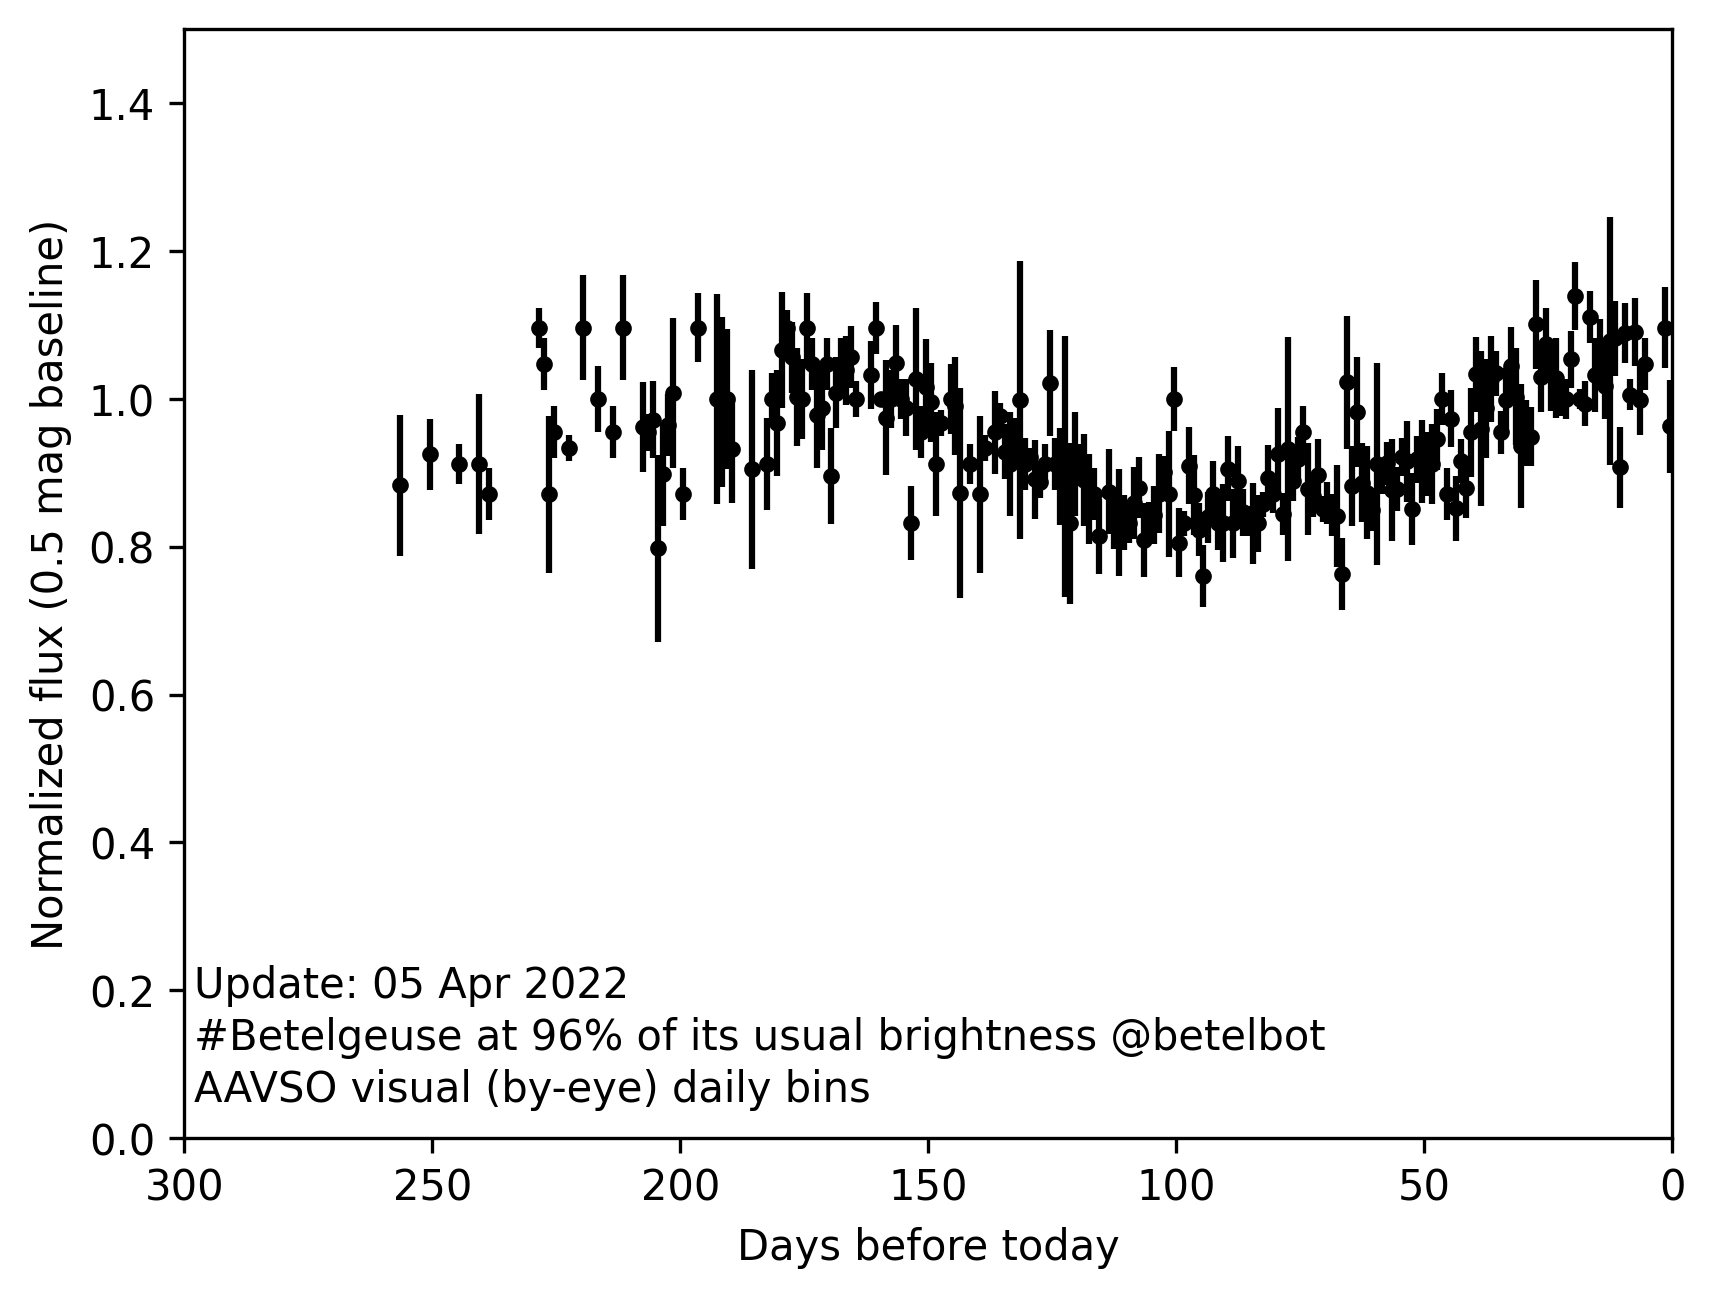 1.4
1.2
1.0
0.8
0.6
0.4
0.2
0.0
Normalized flux (0.5 mag baseline)
Update: 05 Apr 2022
#Betelgeuse at 96% of its usual brightness @betelbot
AAVSO visual (by-eye) daily bins
300 250 200 150 100 50 0
Days before today